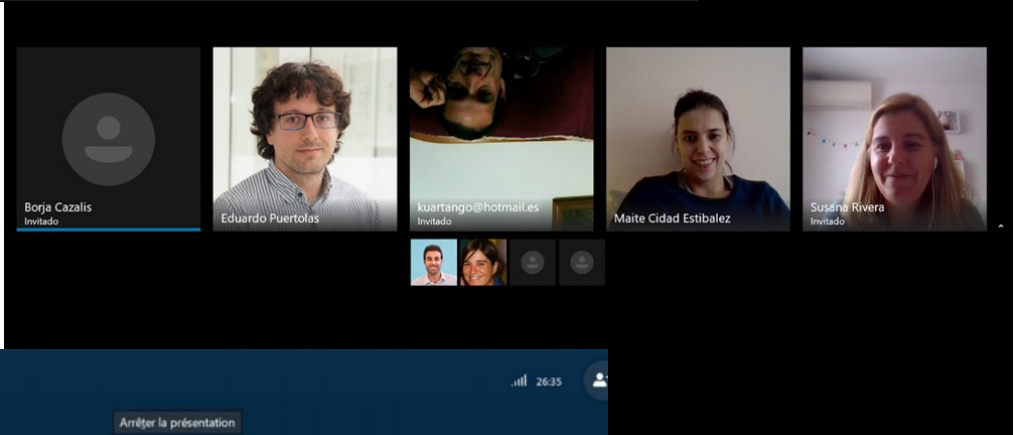 Borja Cazalis
Invitado
Eduardo Puertolas
kuartango@hotmail.es
Invitado
Maite Cidad Estibalez
Susana Rivera
Invitado
26:35
Arrêter la présentation